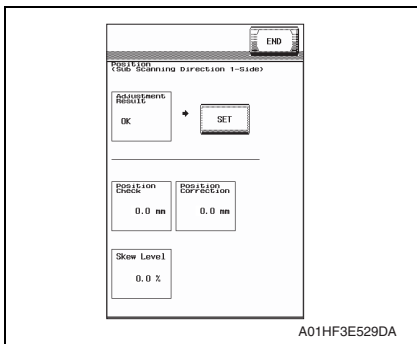 END
Position
(Sub Scanning Direction 1-Side)
Adjustment
Result
OK
SET
Position
Check
0.0 mm
Position
Correction
0.0 mm
Skew Level
0.0 %
A01HF3E529DA